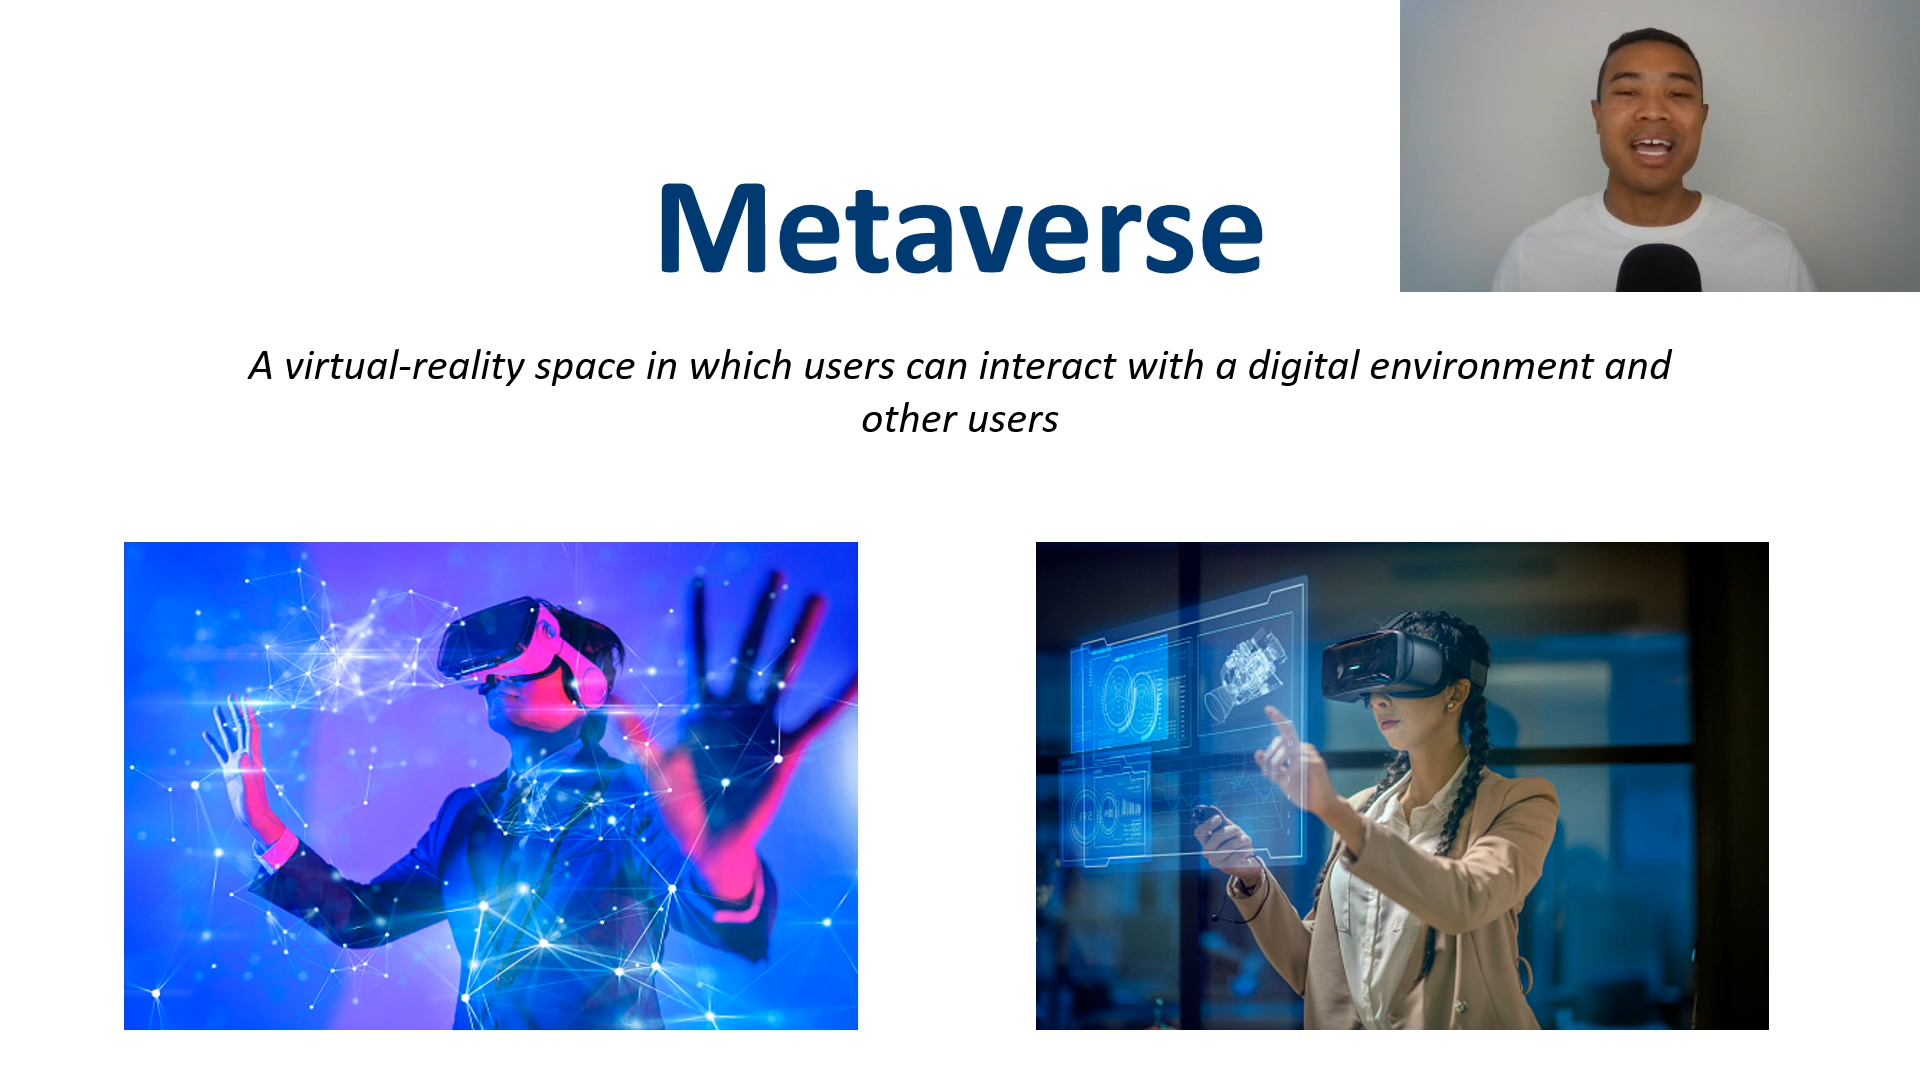 Metaverse
A virtual-reality space in which users can interact with a digital environment and
other users